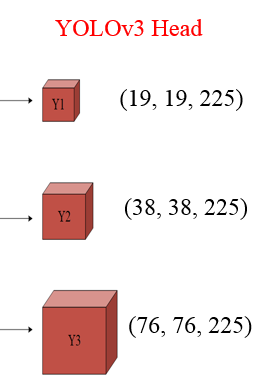 YOLOv3 Head
Y1 (19, 19, 225)
Y2 (38, 38, 225)
Y3 (76, 76, 225)